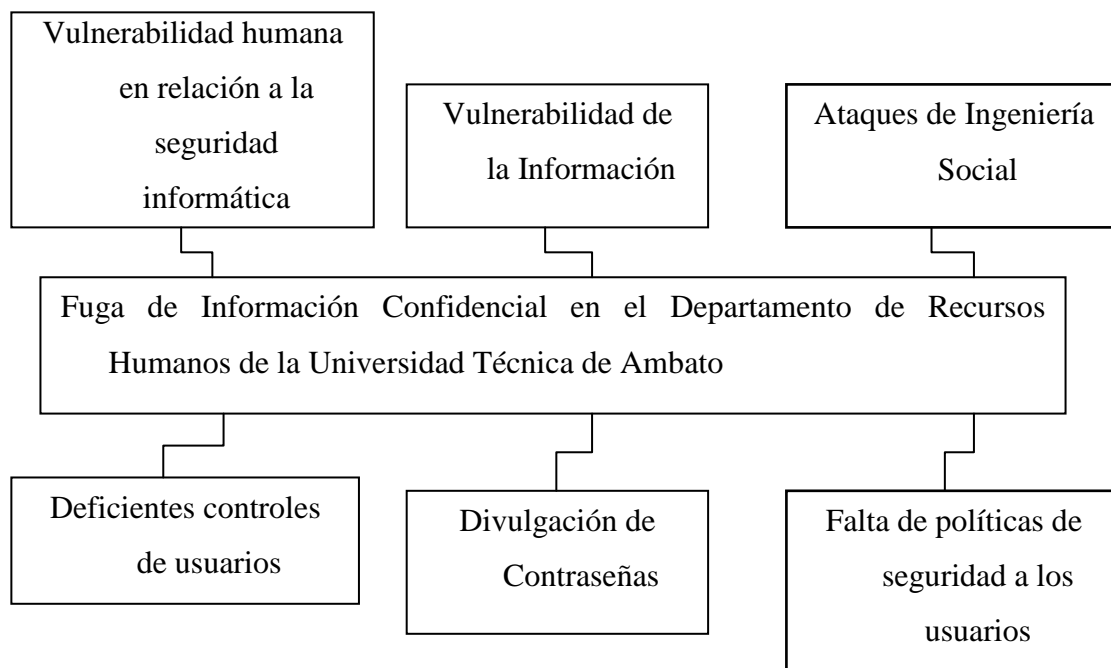 Vulnerabilidad humana
en relación a la
seguridad
informática
Vulnerabilidad de
la Información
Ataques de Ingeniería
Social
Fuga de Información Confidencial en el Departamento de Recursos
Humanos de la Universidad Técnica de Ambato
Deficientes controles
de usuarios
Divulgación de
Contraseñas
Falta de políticas de
seguridad a los
usuarios